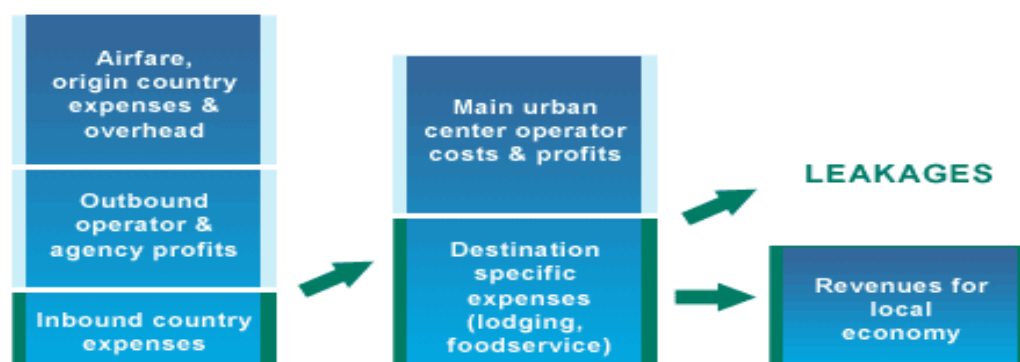 Airfare,
origin country
expenses &
overhead
Outbound
operator &
agency profits
Inbound country
expenses
Main urban
center operator
costs & profits
Destination
specific
expenses
(lodging,
foodservice)
LEAKAGES
Revenues for
local
economy